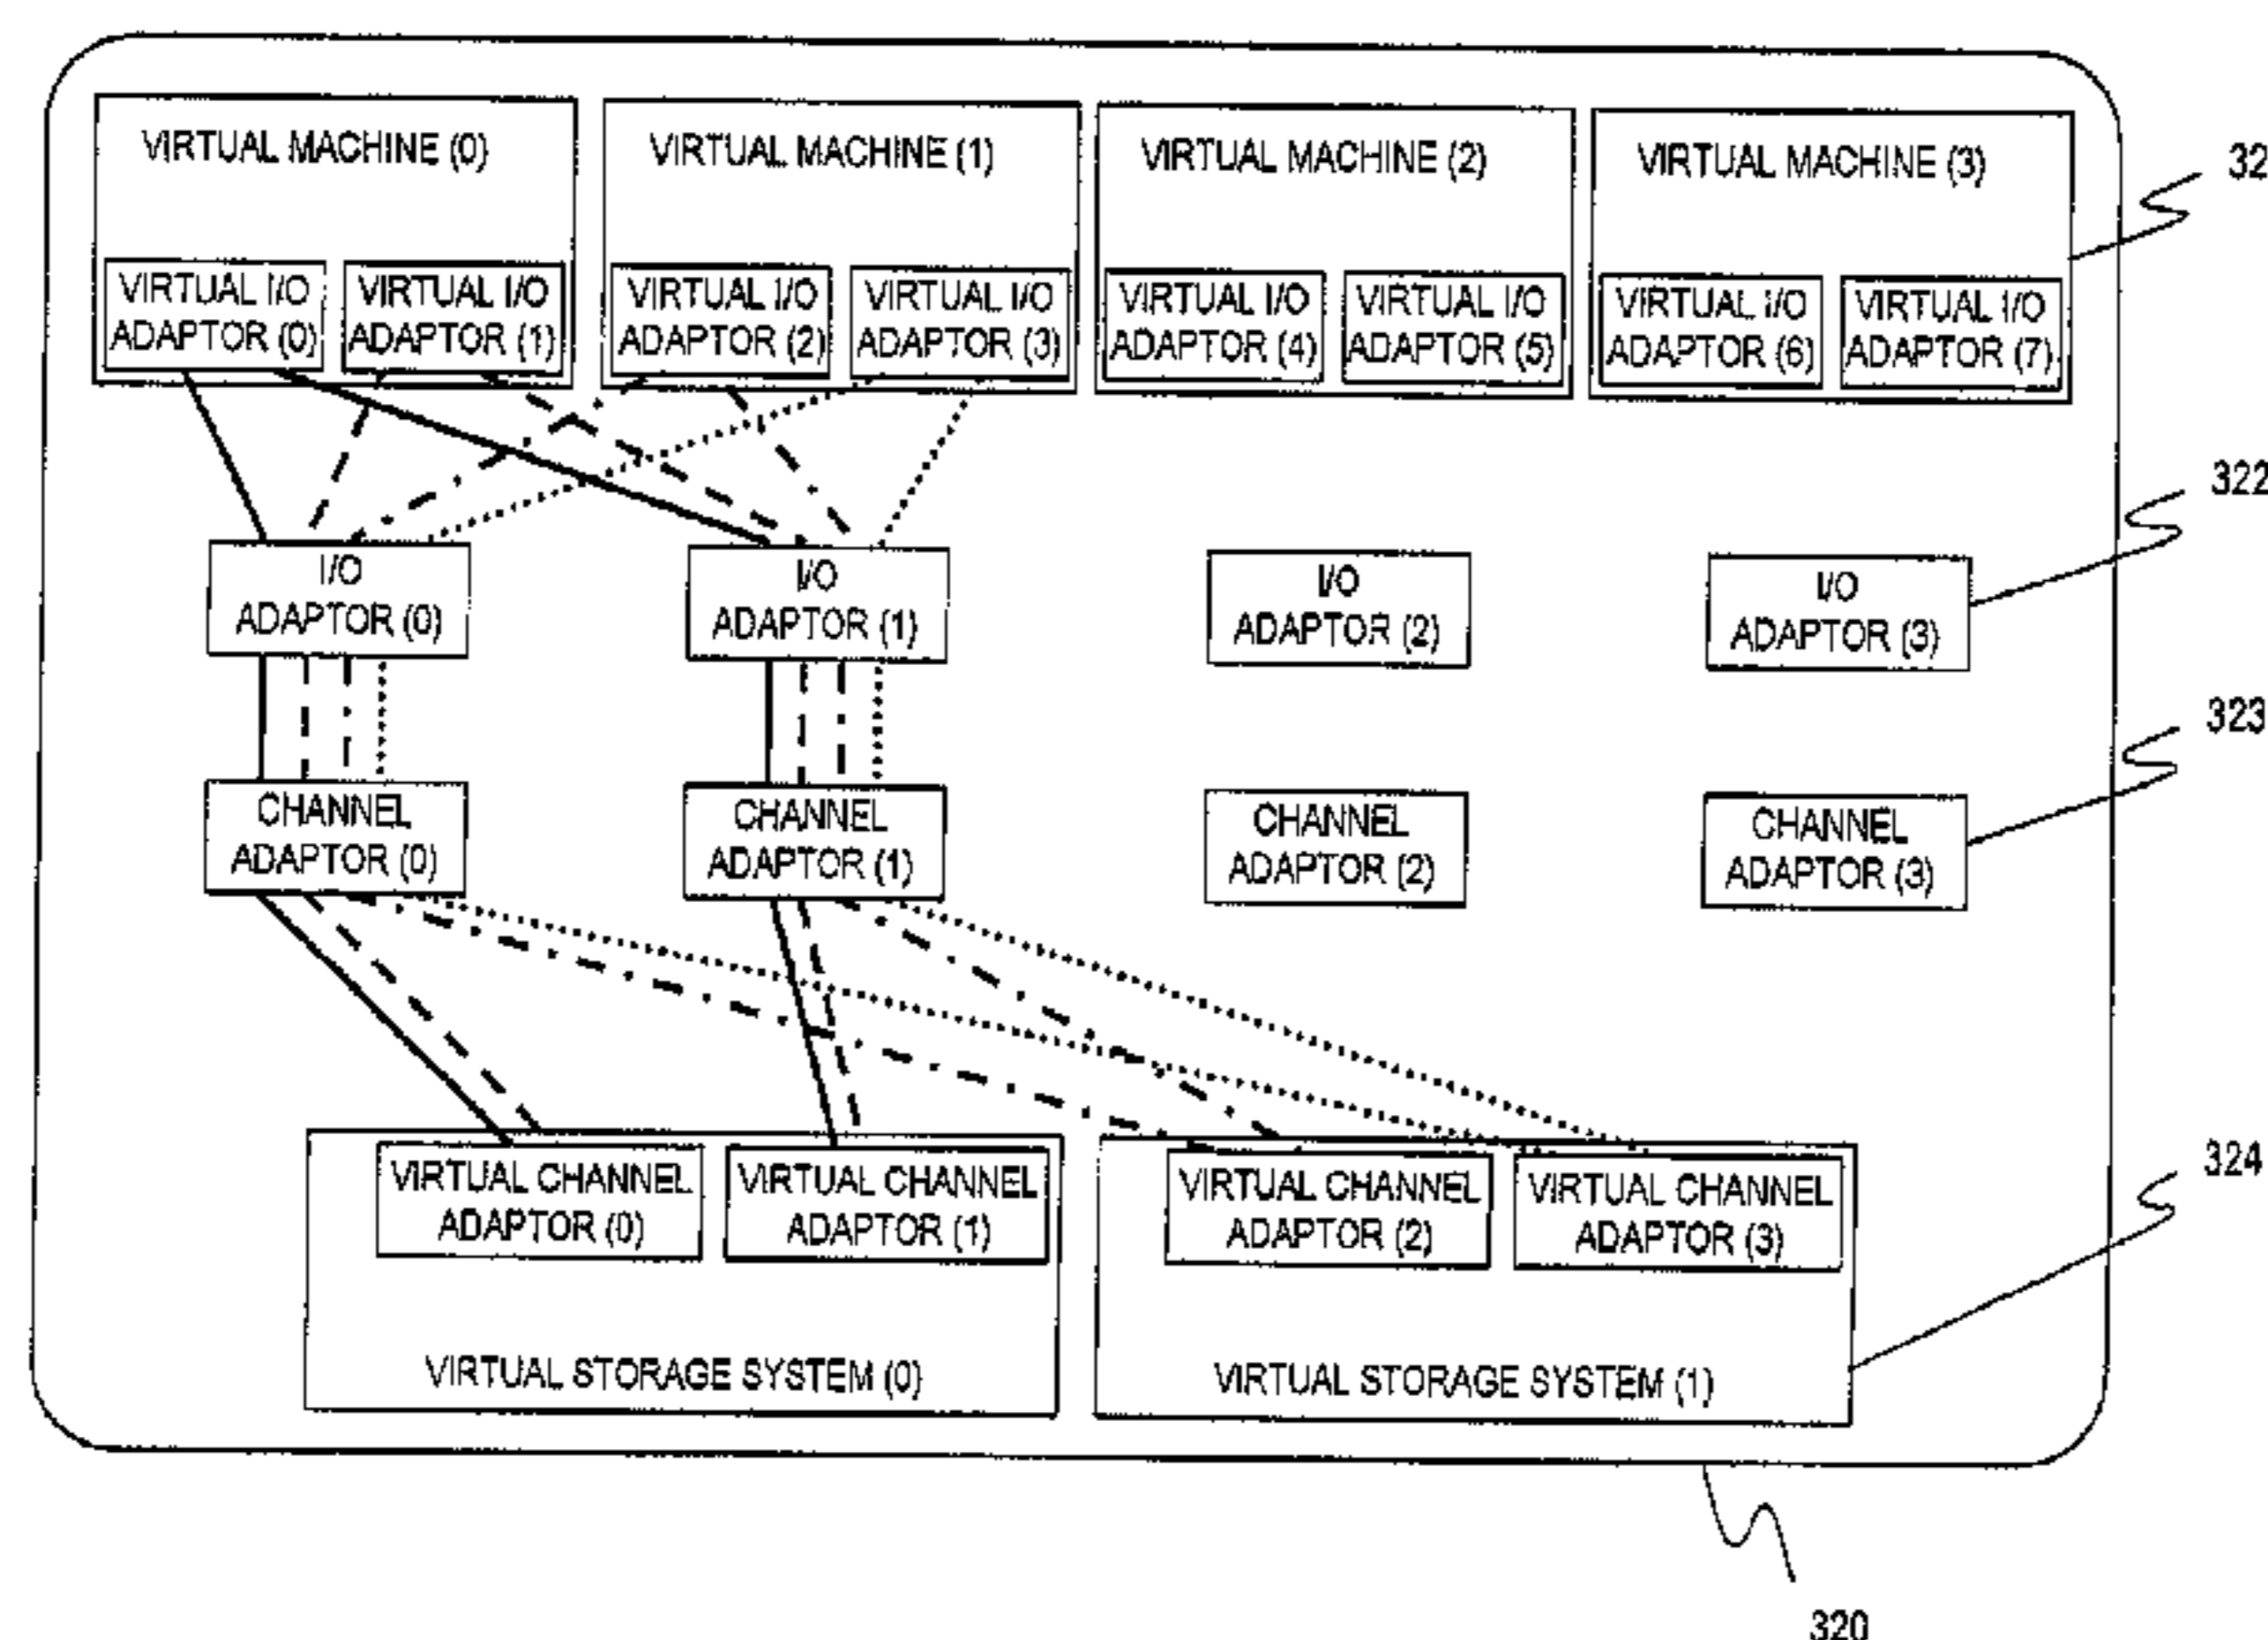 VIRTUAL MACHINE (0)
VIRTUAL MACHINE (1)
VIRTUAL MACHINE (2)
VIRTUAL MACHINE (3)
32
VIRTUAL I/O
ADAPTOR (0)
VIRTUAL I/O
ADAPTOR (1)
VIRTUAL I/O
ADAPTOR (2)
VIRTUAL I/O
ADAPTOR (3)
VIRTUAL I/O
ADAPTOR (4)
VIRTUAL I/O
ADAPTOR (5)
VIRTUAL I/O
ADAPTOR (6)
VIRTUAL I/O
ADAPTOR (7)
322
I/O
ADAPTOR (0)
I/O
ADAPTOR (1)
I/O
ADAPTOR (2)
I/O
ADAPTOR (3)
323
CHANNEL
ADAPTOR (0)
CHANNEL
ADAPTOR (1)
CHANNEL
ADAPTOR (2)
CHANNEL
ADAPTOR (3)
324
VIRTUAL CHANNEL
ADAPTOR (0)
VIRTUAL CHANNEL
ADAPTOR (1)
VIRTUAL CHANNEL
ADAPTOR (2)
VIRTUAL CHANNEL
ADAPTOR (3)
VIRTUAL STORAGE SYSTEM (0)
VIRTUAL STORAGE SYSTEM (1)
320